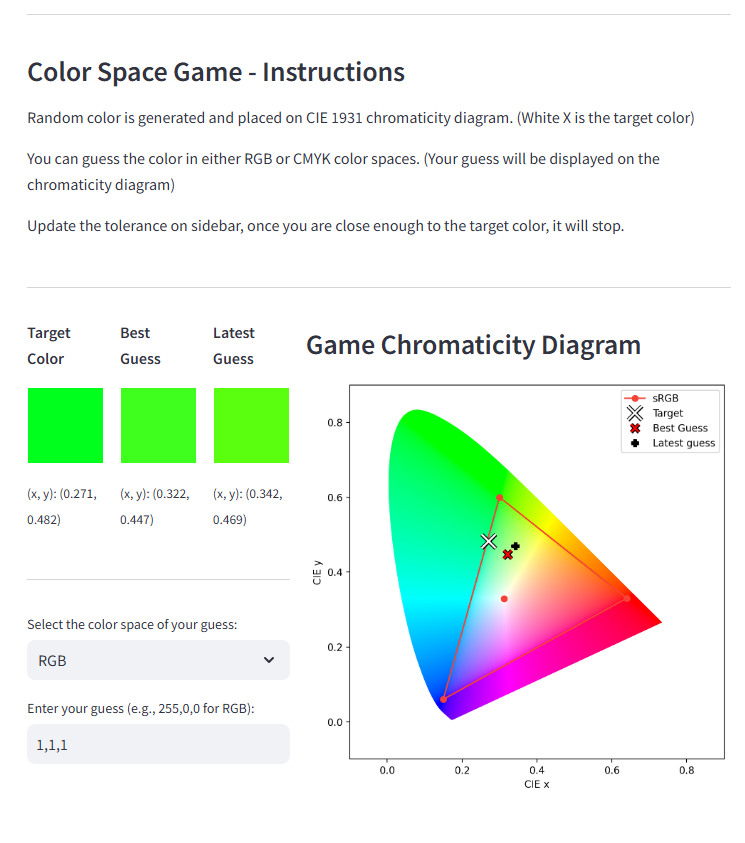 Color Space Game - Instructions
Random color is generated and placed on CIE 1931 chromaticity diagram. (White X is the target color)
You can guess the color in either RGB or CMYK color spaces. (Your guess will be displayed on the
chromaticity diagram)
Update the tolerance on sidebar, once you are close enough to the target color, it will stop.
Target
Color
Best
Guess
Latest
Guess
(x, y): (0.271,
0.482)
(x, y): (0.322,
0.447)
(x, y): (0.342,
0.469)
Select the color space of your guess:
RGB
Enter your guess (e.g., 255,0,0 for RGB):
1,1,1
Game Chromaticity Diagram
sRGB
Target
Best Guess
Latest guess
CIE y
0.8
0.6
0.4
0.2
0.0
0.0 0.2 0.4 0.6 0.8
CIE x